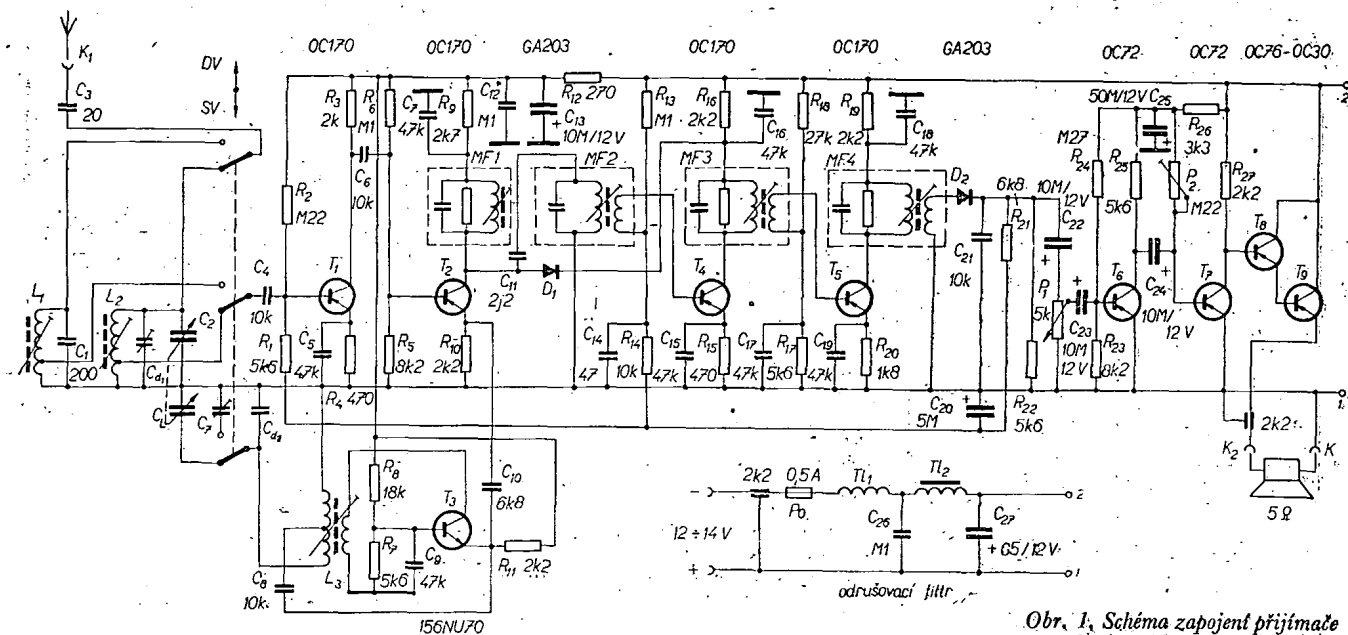 OC170 OC170 GA203 OC170 OC170 GA203 OC72 OC72 OC76-OC30
K1
C3
20
DV
SV
R3
2k
R6
M1
C7
47k
R9
2k7
M1
C12
C13
10M/12V
R12 270
R13
M1
R16
2k2
C16
47k
R18
27k
R19
2k2
C18
47k
50M/12V
C25
R26
3k3
M27
R24
R25
5k6
P2
M22
R27
2k2
C6
10k
MF1
MF2
MF3
MF4
R2
M22
D2
6k8
R21
10M/
12V
C22
C21
10k
C4
10k
T1
T2
C11
2j2
D1
T4
T5
P1
5k
C23
10M
12V
T6
C24
10M/
12V
T7
T8
T9
L1
C1
200
L2
Cd1
C2
R1
5k6
C5
47k
R4 470
R5
8k2
R10
2k2
C14
47
R14
10k
C15
47k
R15
470
C17
47k
R17
5k6
C19
47k
R20
1k8
R23
8k2
C20
5M
R22
5k6
C7
2k2
K2
K
5 Ω
1
2
R8
18k
R7
5k6
C9
47k
T3
C10
6k8
R11 2k2
L3
C8
10k
156NU70
2k2
0,5A
Po
Tl1
Tl2
12÷14V
C26
M1
C27
G5/12V
2
1
odrušovací filtr
Obr. 1. Schéma zapojení přijímače